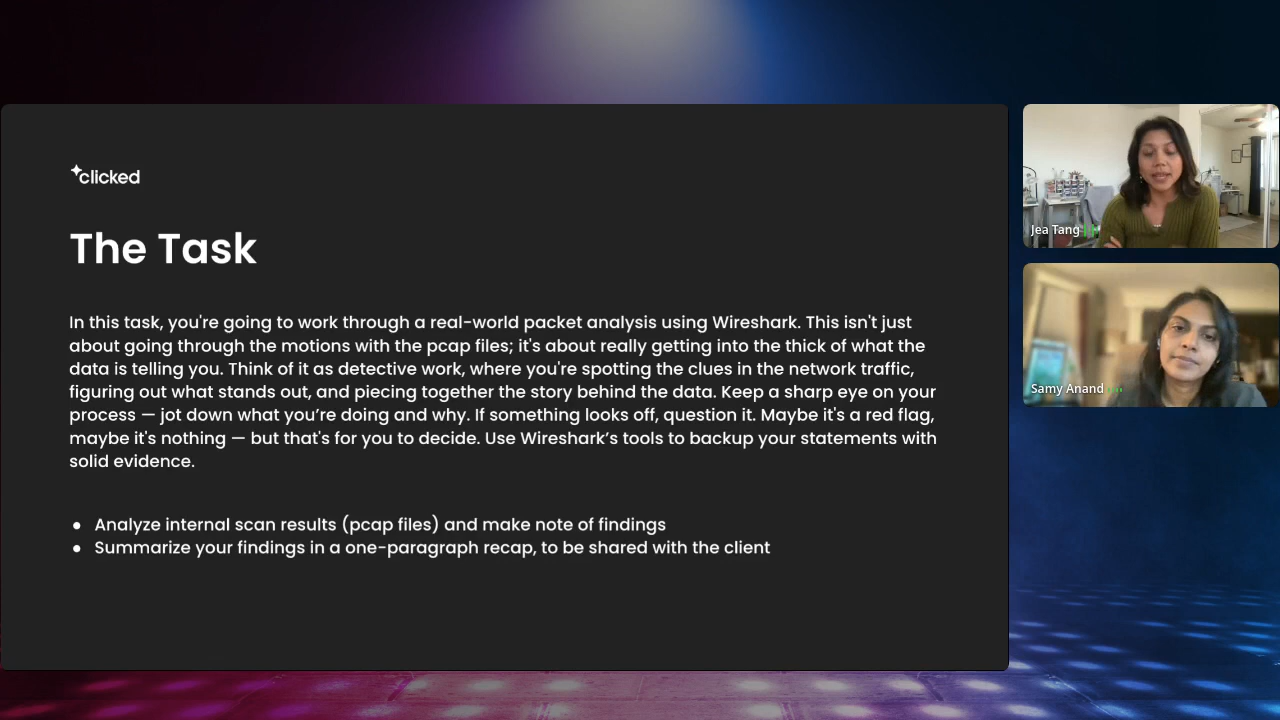 clicked
The Task
In this task, you're going to work through a real-world packet analysis using Wireshark. This isn't just
about going through the motions with the pcap files; it's about really getting into the thick of what the
data is telling you. Think of it as detective work, where you're spotting the clues in the network traffic,
figuring out what stands out, and piecing together the story behind the data. Keep a sharp eye on your
process — jot down what you’re doing and why. If something looks off, question it. Maybe it's a red flag,
maybe it's nothing — but that's for you to decide. Use Wireshark’s tools to backup your statements with
solid evidence.
● Analyze internal scan results (pcap files) and make note of findings
● Summarize your findings in a one-paragraph recap, to be shared with the client
Jea Tang
Samy Anand